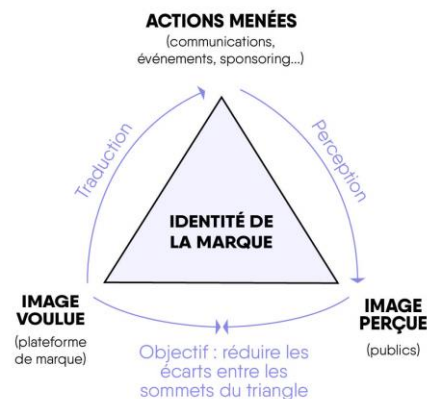 ACTIONS MENÉES
(communications,
événements, sponsoring...)
Traduction
Perception
IDENTITÉ DE
LA MARQUE
IMAGE
VOULUE
(plateforme
de marque)
IMAGE
PERÇUE
(publics)
Objectif : réduire les
écarts entre les
sommets du triangle